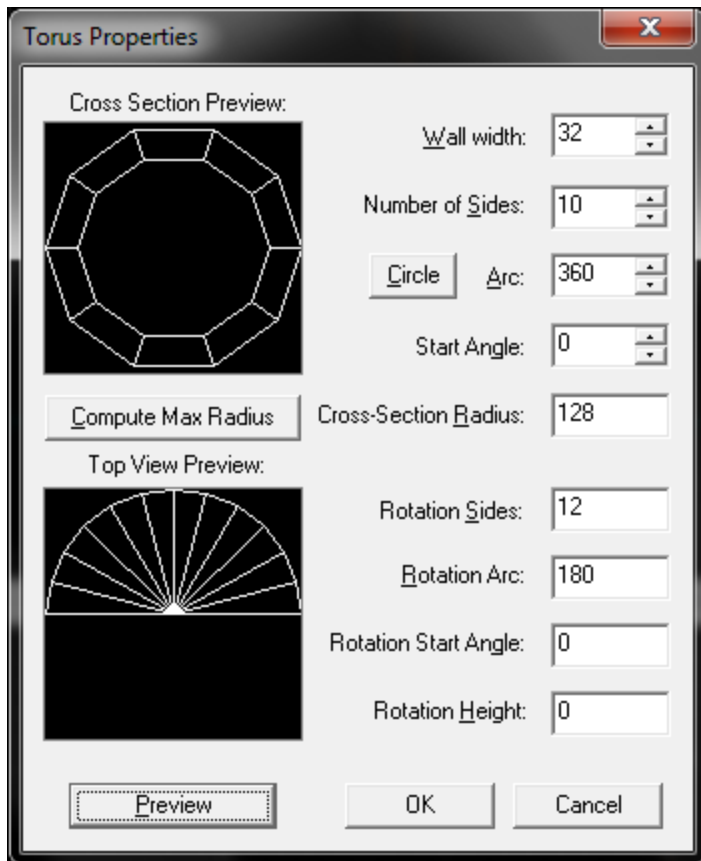 Torus Properties
Cross Section Preview:
Wall width: 32
Number of Sides: 10
Circle Arc: 360
Start Angle: 0
Compute Max Radius Cross-Section Radius: 128
Top View Preview:
Rotation Sides: 12
Rotation Arc: 180
Rotation Start Angle: 0
Rotation Height: 0
Preview OK Cancel